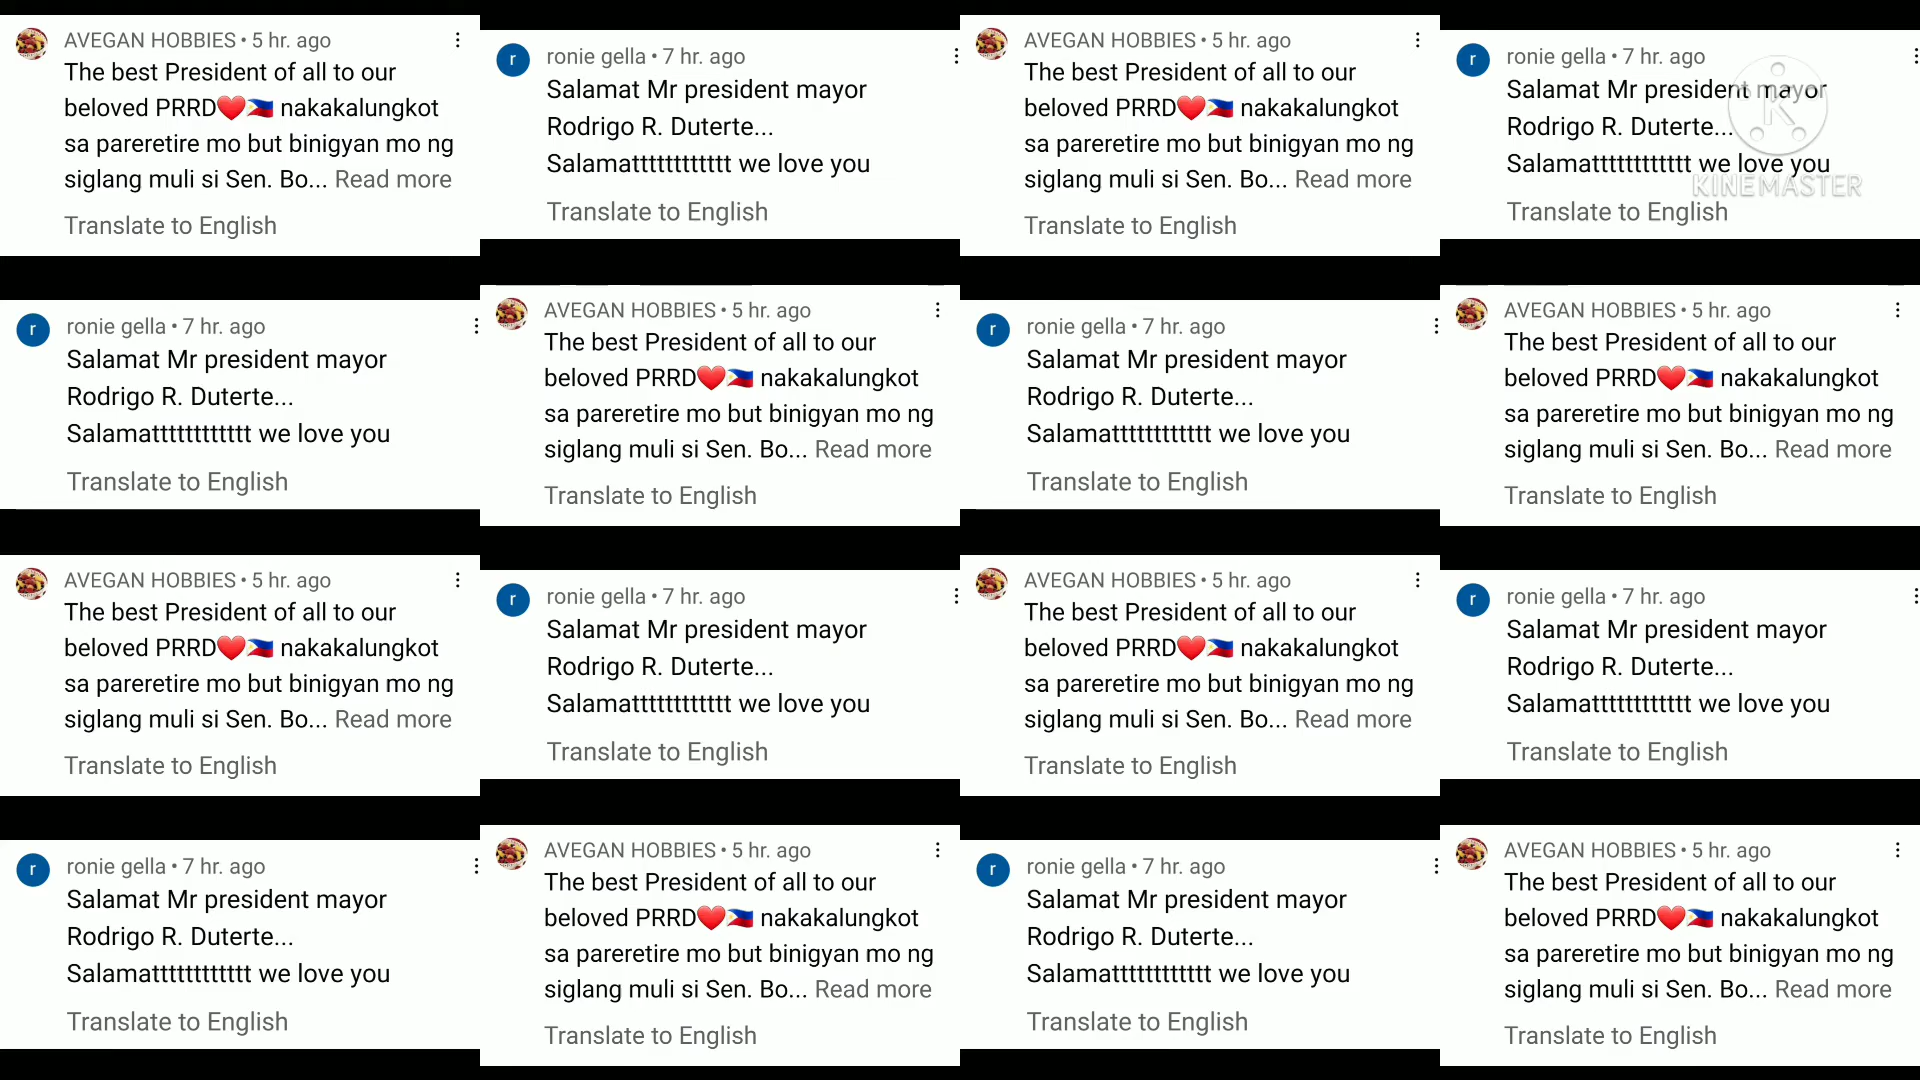 AVEGAN HOBBIES • 5 hr. ago
The best President of all to our
beloved PRRD❤️🇵🇭 nakakalungkot
sa pareretire mo but binigyan mo ng
siglang muli si Sen. Bo... Read more
Translate to English
r
ronie gella • 7 hr. ago
Salamat Mr president mayor
Rodrigo R. Duterte...
Salamatttttttttttt we love you
Translate to English
AVEGAN HOBBIES • 5 hr. ago
The best President of all to our
beloved PRRD❤️🇵🇭 nakakalungkot
sa pareretire mo but binigyan mo ng
siglang muli si Sen. Bo... Read more
Translate to English
r
ronie gella • 7 hr. ago
Salamat Mr president mayor
Rodrigo R. Duterte...
Salamatttttttttttt we love you
Translate to English
K
KINEMASTER
r
ronie gella • 7 hr. ago
Salamat Mr president mayor
Rodrigo R. Duterte...
Salamatttttttttttt we love you
Translate to English
AVEGAN HOBBIES • 5 hr. ago
The best President of all to our
beloved PRRD❤️🇵🇭 nakakalungkot
sa pareretire mo but binigyan mo ng
siglang muli si Sen. Bo... Read more
Translate to English
r
ronie gella • 7 hr. ago
Salamat Mr president mayor
Rodrigo R. Duterte...
Salamatttttttttttt we love you
Translate to English
AVEGAN HOBBIES • 5 hr. ago
The best President of all to our
beloved PRRD❤️🇵🇭 nakakalungkot
sa pareretire mo but binigyan mo ng
siglang muli si Sen. Bo... Read more
Translate to English
AVEGAN HOBBIES • 5 hr. ago
The best President of all to our
beloved PRRD❤️🇵🇭 nakakalungkot
sa pareretire mo but binigyan mo ng
siglang muli si Sen. Bo... Read more
Translate to English
r
ronie gella • 7 hr. ago
Salamat Mr president mayor
Rodrigo R. Duterte...
Salamatttttttttttt we love you
Translate to English
AVEGAN HOBBIES • 5 hr. ago
The best President of all to our
beloved PRRD❤️🇵🇭 nakakalungkot
sa pareretire mo but binigyan mo ng
siglang muli si Sen. Bo... Read more
Translate to English
r
ronie gella • 7 hr. ago
Salamat Mr president mayor
Rodrigo R. Duterte...
Salamatttttttttttt we love you
Translate to English
r
ronie gella • 7 hr. ago
Salamat Mr president mayor
Rodrigo R. Duterte...
Salamatttttttttttt we love you
Translate to English
AVEGAN HOBBIES • 5 hr. ago
The best President of all to our
beloved PRRD❤️🇵🇭 nakakalungkot
sa pareretire mo but binigyan mo ng
siglang muli si Sen. Bo... Read more
Translate to English
r
ronie gella • 7 hr. ago
Salamat Mr president mayor
Rodrigo R. Duterte...
Salamatttttttttttt we love you
Translate to English
AVEGAN HOBBIES • 5 hr. ago
The best President of all to our
beloved PRRD❤️🇵🇭 nakakalungkot
sa pareretire mo but binigyan mo ng
siglang muli si Sen. Bo... Read more
Translate to English